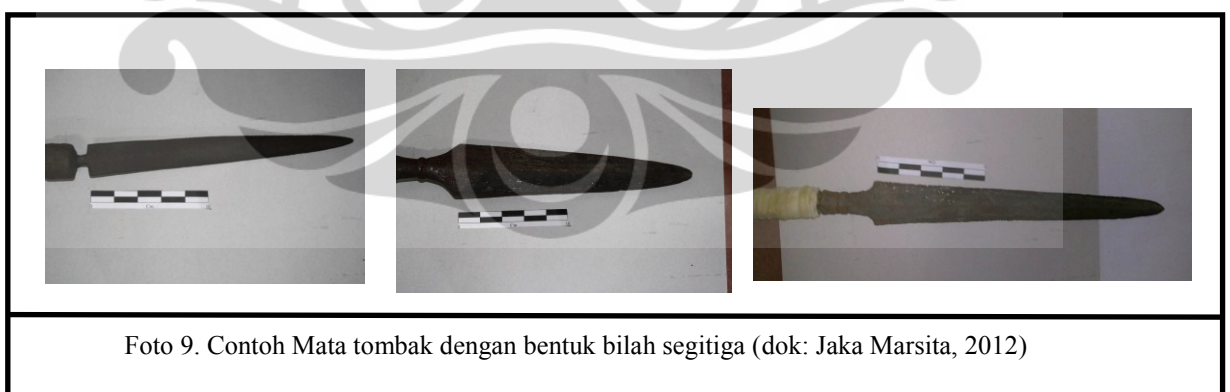 Foto 9. Contoh Mata tombak dengan bentuk bilah segitiga (dok: Jaka Marsita, 2012)